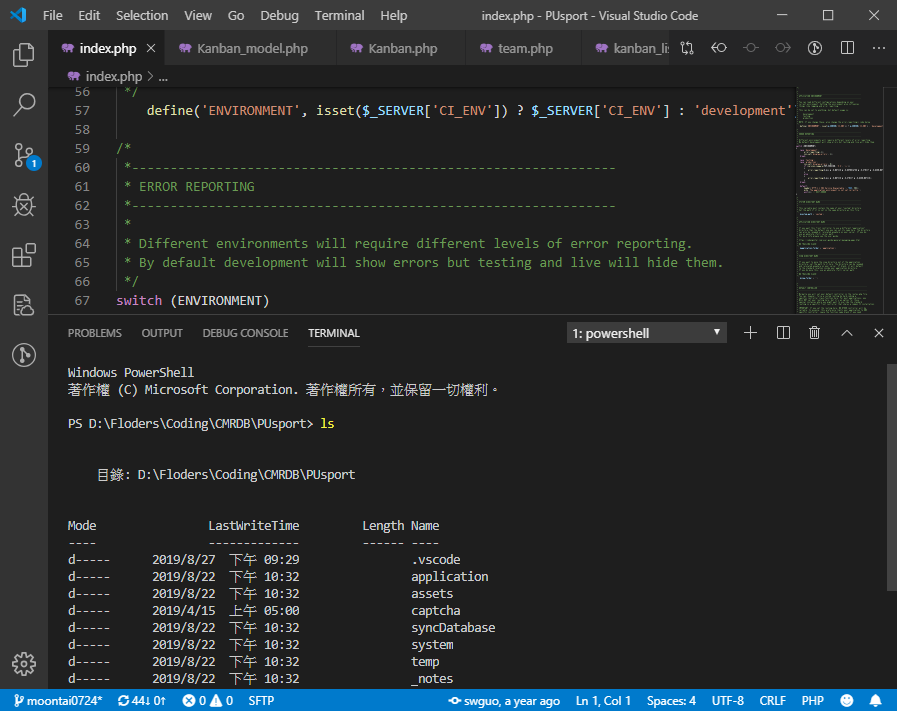 File Edit Selection View Go Debug Terminal Help index.php - PUsport - Visual Studio Code
index.php Kanban_model.php Kanban.php team.php kanban_lis
index.php > ...
56 */
57 define('ENVIRONMENT', isset($_SERVER['CI_ENV']) ? $_SERVER['CI_ENV'] : 'development'
58
59 /*
60 *---------------------------------------------------------------
61 * ERROR REPORTING
62 *---------------------------------------------------------------
63 *
64 * Different environments will require different levels of error reporting.
65 * By default development will show errors but testing and live will hide them.
66 */
67 switch (ENVIRONMENT)
1
PROBLEMS OUTPUT DEBUG CONSOLE TERMINAL 1: powershell
Windows PowerShell
著作權 (C) Microsoft Corporation. 著作權所有，並保留一切權利。
PS D:\Floders\Coding\CMRDB\PUsport> ls
目錄: D:\Floders\Coding\CMRDB\PUsport
Mode LastWriteTime Length Name
---- ------------- ------ ----
d----- 2019/8/27 下午 09:29 .vscode
d----- 2019/8/22 下午 10:32 application
d----- 2019/8/22 下午 10:32 assets
d----- 2019/4/15 上午 05:00 captcha
d----- 2019/8/22 下午 10:32 syncDatabase
d----- 2019/8/22 下午 10:32 system
d----- 2019/8/22 下午 10:32 temp
d----- 2019/8/22 下午 10:32 _notes
moontai0724* 44↓ 0↑ 0 0 SFTP swguo, a year ago Ln 1, Col 1 Spaces: 4 UTF-8 CRLF PHP